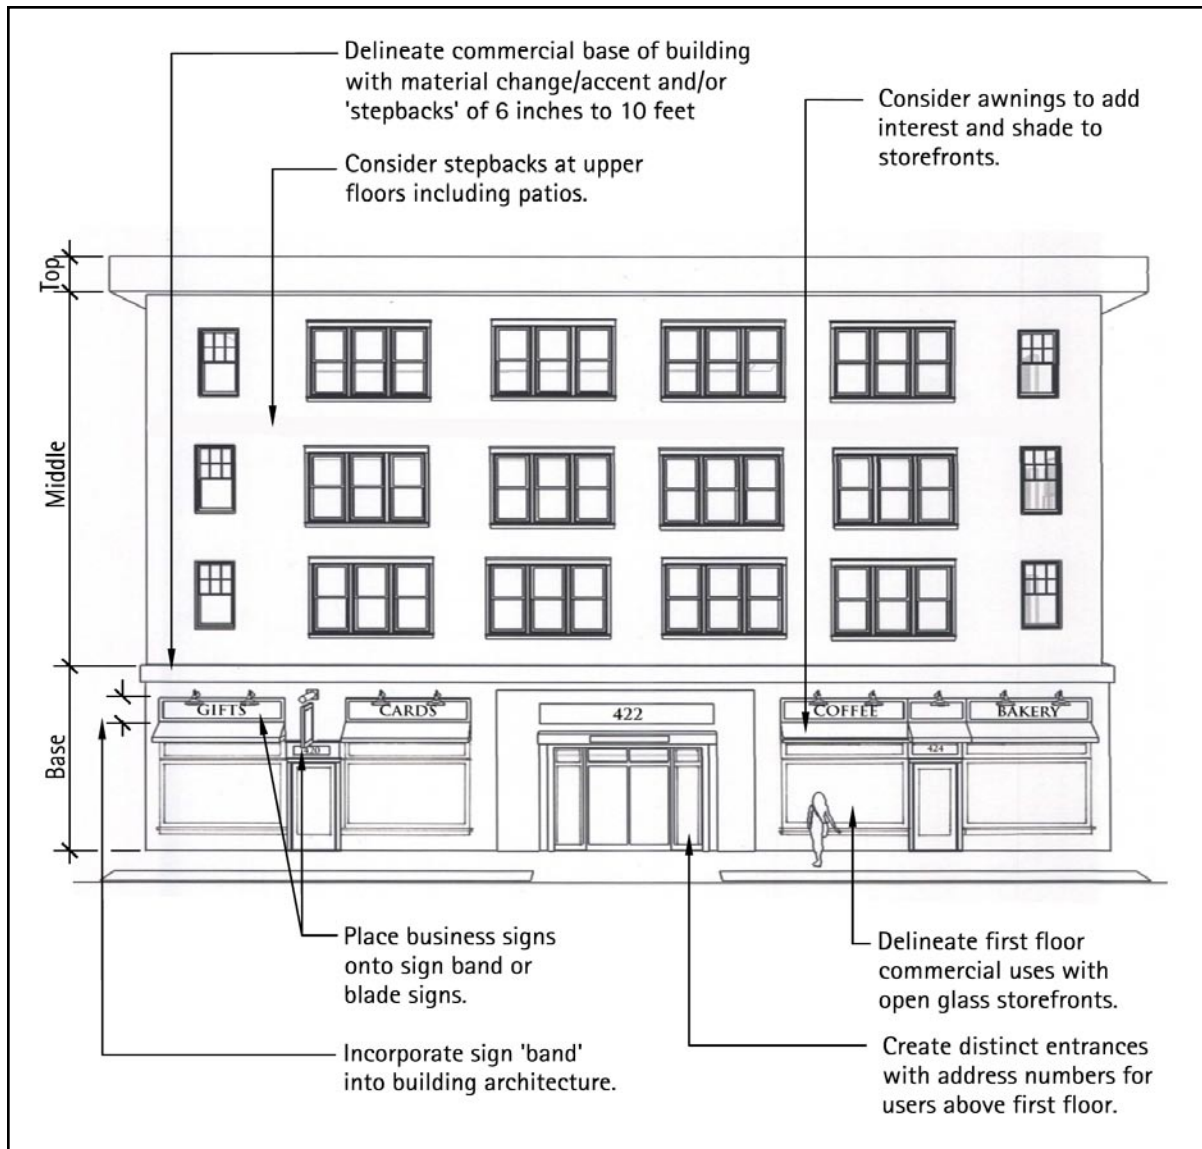 Delineate commercial base of building
with material change/accent and/or
'stepbacks' of 6 inches to 10 feet
Consider awnings to add
interest and shade to
storefronts.
Consider stepbacks at upper
floors including patios.
Top
Middle
Base
GIFTS
CARDS
422
COFFEE
BAKERY
420
424
Place business signs
onto sign band or
blade signs.
Delineate first floor
commercial uses with
open glass storefronts.
Incorporate sign 'band'
into building architecture.
Create distinct entrances
with address numbers for
users above first floor.